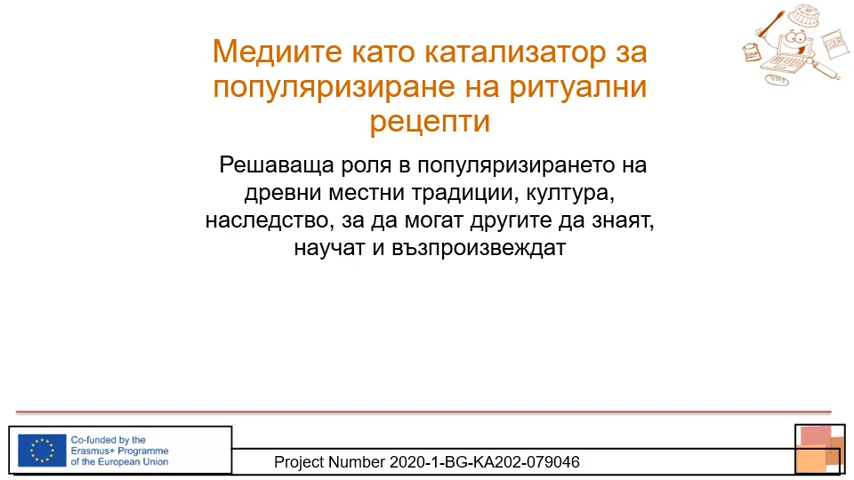 Медиите като катализатор за
популяризиране на ритуални
рецепти
Решаваща роля в популяризирането на
древни местни традиции, култура,
наследство, за да могат другите да знаят,
научат и възпроизвеждат
Co-funded by the
Erasmus+ Programme
of the European Union
Project Number 2020-1-BG-KA202-079046